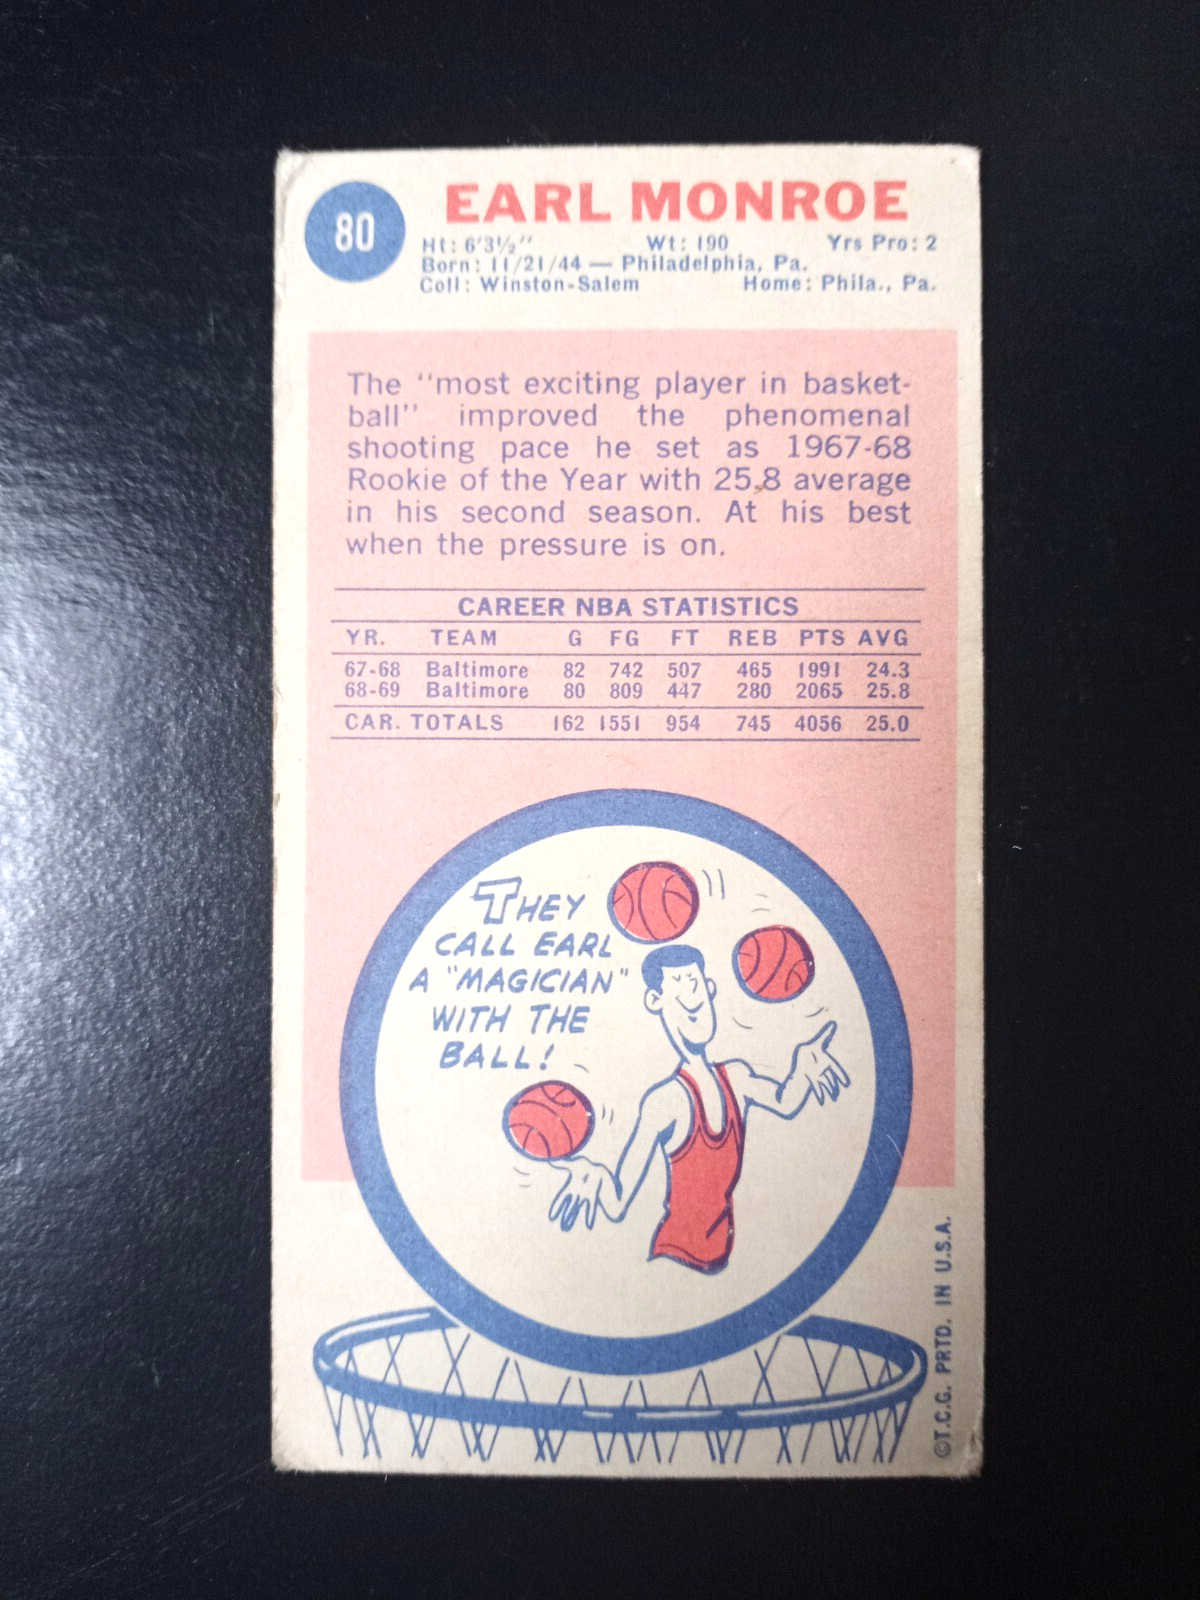 80
EARL MONROE
Ht: 6'3½" Wt: 190 Yrs Pro: 2
Born: 11/21/44 — Philadelphia, Pa.
Coll: Winston-Salem Home: Phila., Pa.
The "most exciting player in basket-
ball" improved the phenomenal
shooting pace he set as 1967-68
Rookie of the Year with 25.8 average
in his second season. At his best
when the pressure is on.
CAREER NBA STATISTICS
YR. TEAM G FG FT REB PTS AVG
67-68 Baltimore 82 742 507 465 1991 24.3
68-69 Baltimore 80 809 447 280 2065 25.8
CAR. TOTALS 162 1551 954 745 4056 25.0
THEY
CALL EARL
A "MAGICIAN"
WITH THE
BALL!
©T.C.G. PRTD. IN U.S.A.